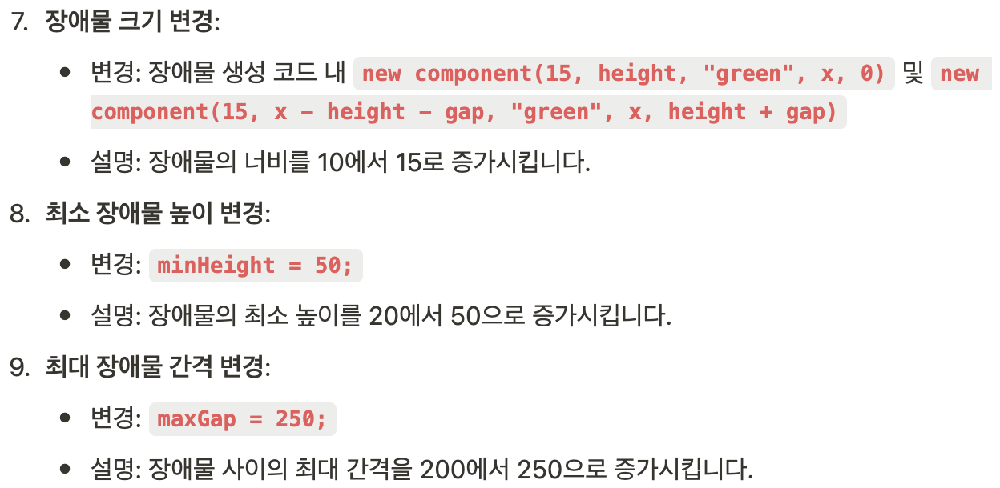 7. 장애물 크기 변경:
• 변경: 장애물 생성 코드 내 new component(15, height, "green", x, 0) 및 new
component(15, x - height - gap, "green", x, height + gap)
• 설명: 장애물의 너비를 10에서 15로 증가시킵니다.
8. 최소 장애물 높이 변경:
• 변경: minHeight = 50;
• 설명: 장애물의 최소 높이를 20에서 50으로 증가시킵니다.
9. 최대 장애물 간격 변경:
• 변경: maxGap = 250;
• 설명: 장애물 사이의 최대 간격을 200에서 250으로 증가시킵니다.